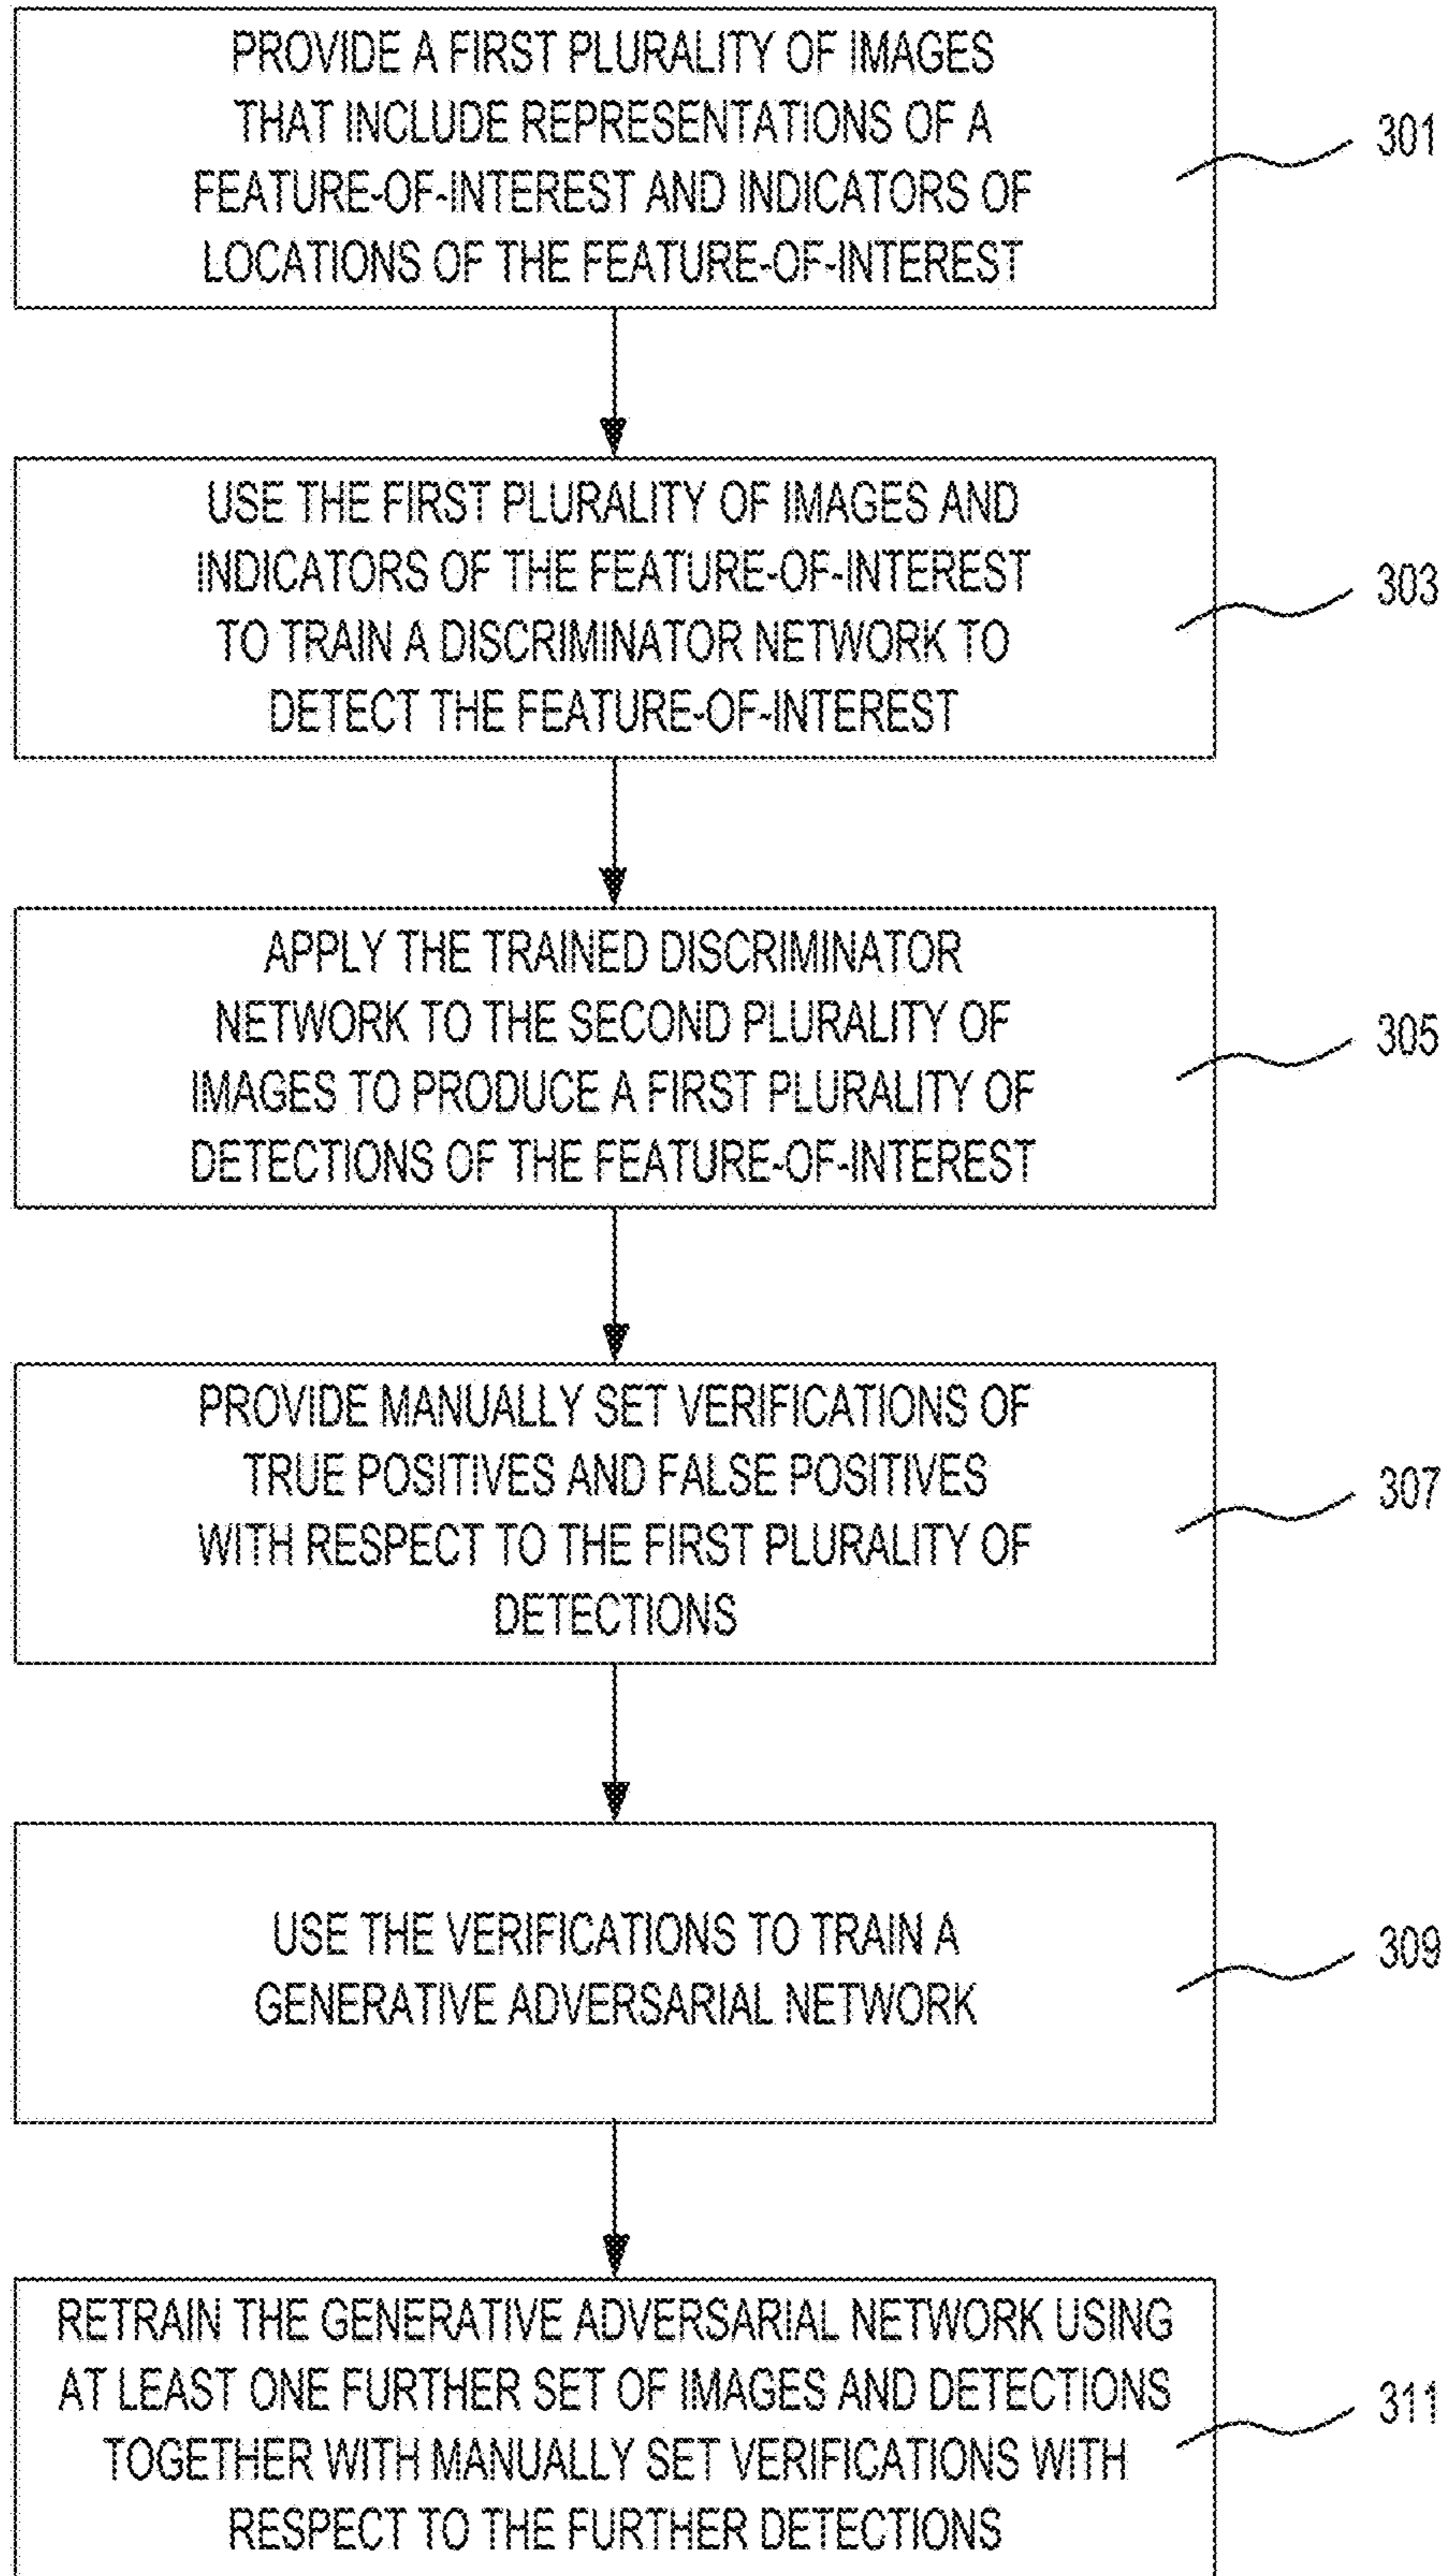 PROVIDE A FIRST PLURALITY OF IMAGES
THAT INCLUDE REPRESENTATIONS OF A
FEATURE-OF-INTEREST AND INDICATORS OF
LOCATIONS OF THE FEATURE-OF-INTEREST
301
USE THE FIRST PLURALITY OF IMAGES AND
INDICATORS OF THE FEATURE-OF-INTEREST
TO TRAIN A DISCRIMINATOR NETWORK TO
DETECT THE FEATURE-OF-INTEREST
303
APPLY THE TRAINED DISCRIMINATOR
NETWORK TO THE SECOND PLURALITY OF
IMAGES TO PRODUCE A FIRST PLURALITY OF
DETECTIONS OF THE FEATURE-OF-INTEREST
305
PROVIDE MANUALLY SET VERIFICATIONS OF
TRUE POSITIVES AND FALSE POSITIVES
WITH RESPECT TO THE FIRST PLURALITY OF
DETECTIONS
307
USE THE VERIFICATIONS TO TRAIN A
GENERATIVE ADVERSARIAL NETWORK
309
RETRAIN THE GENERATIVE ADVERSARIAL NETWORK USING
AT LEAST ONE FURTHER SET OF IMAGES AND DETECTIONS
TOGETHER WITH MANUALLY SET VERIFICATIONS WITH
RESPECT TO THE FURTHER DETECTIONS
311